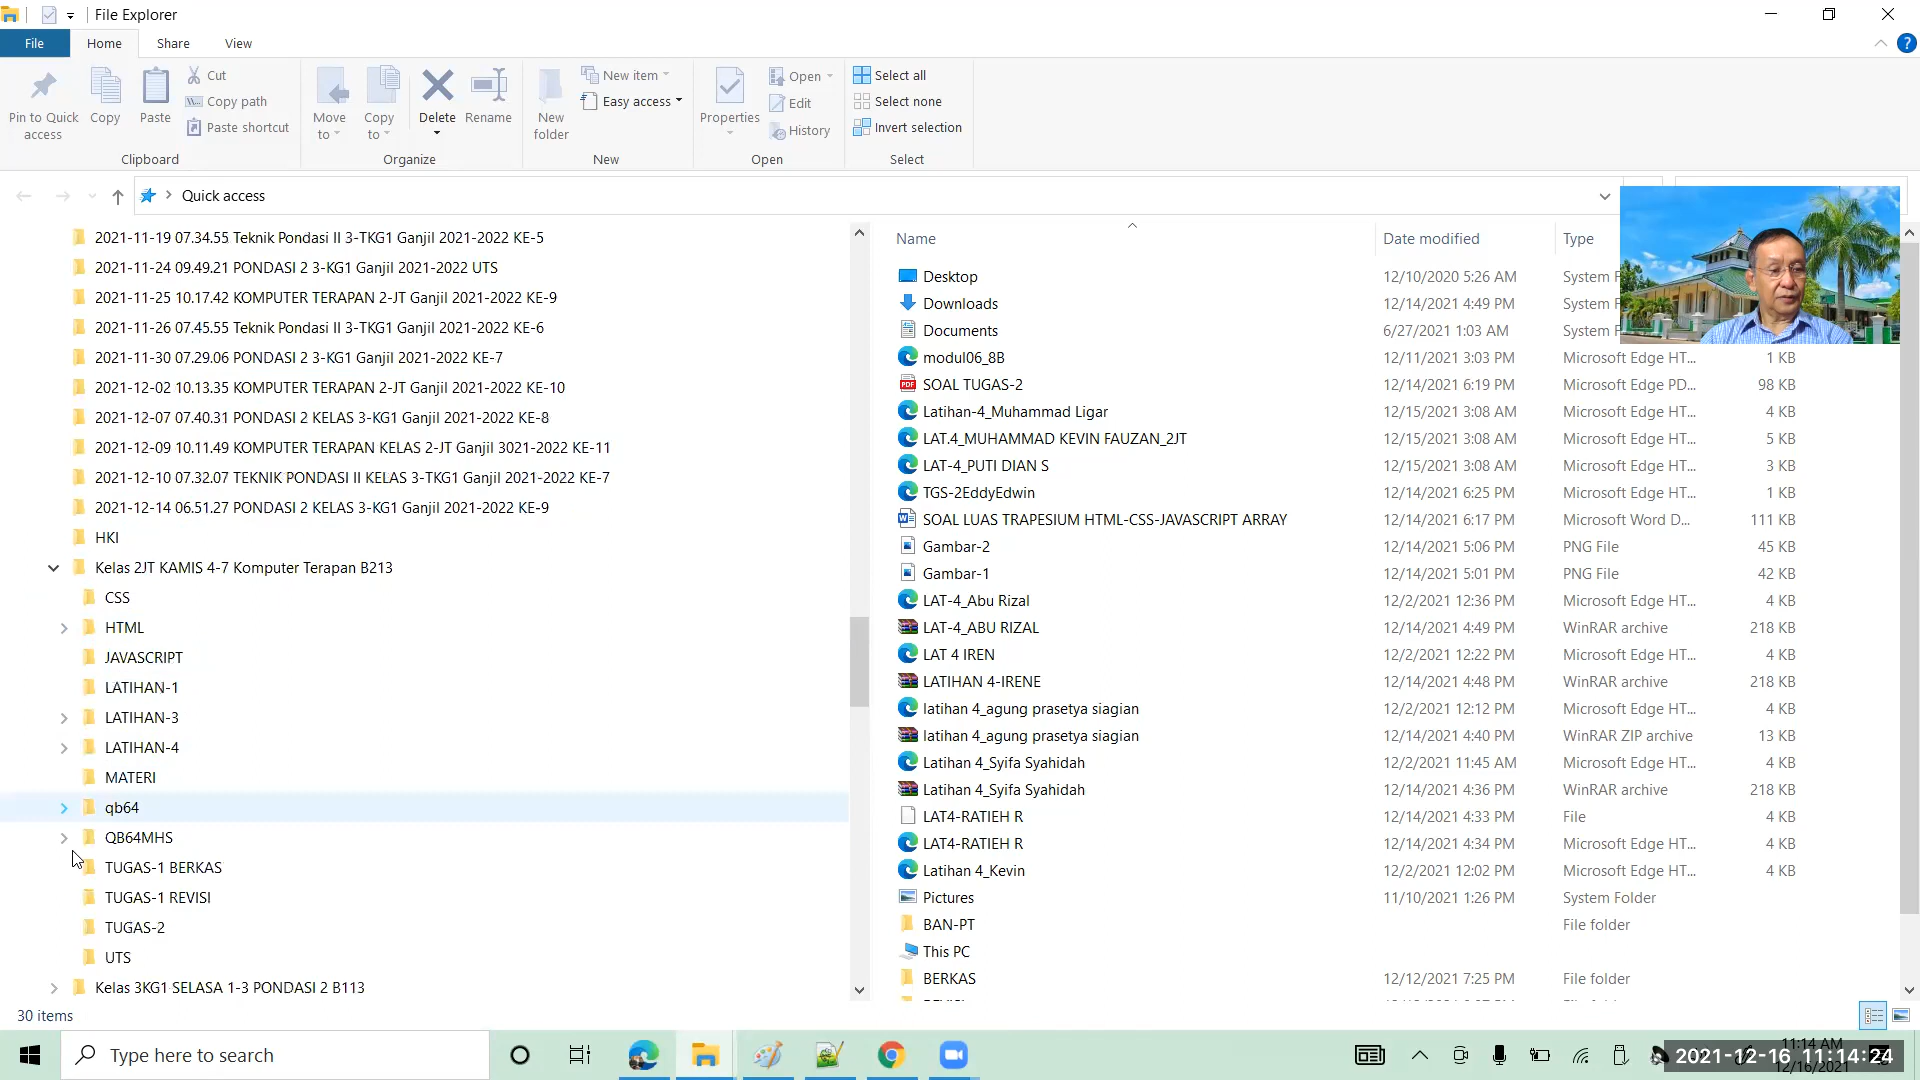 File Explorer
File Home Share View
Pin to Quick access
Copy
Paste
Cut
Copy path
Paste shortcut
Clipboard
Move to
Copy to
Delete
Rename
Organize
New folder
New item
Easy access
New
Properties
Open
Edit
History
Open
Select all
Select none
Invert selection
Select
Quick access
2021-11-19 07.34.55 Teknik Pondasi II 3-TKG1 Ganjil 2021-2022 KE-5
2021-11-24 09.49.21 PONDASI 2 3-KG1 Ganjil 2021-2022 UTS
2021-11-25 10.17.42 KOMPUTER TERAPAN 2-JT Ganjil 2021-2022 KE-9
2021-11-26 07.45.55 Teknik Pondasi II 3-TKG1 Ganjil 2021-2022 KE-6
2021-11-30 07.29.06 PONDASI 2 3-KG1 Ganjil 2021-2022 KE-7
2021-12-02 10.13.35 KOMPUTER TERAPAN 2-JT Ganjil 2021-2022 KE-10
2021-12-07 07.40.31 PONDASI 2 KELAS 3-KG1 Ganjil 2021-2022 KE-8
2021-12-09 10.11.49 KOMPUTER TERAPAN KELAS 2-JT Ganjil 3021-2022 KE-11
2021-12-10 07.32.07 TEKNIK PONDASI II KELAS 3-TKG1 Ganjil 2021-2022 KE-7
2021-12-14 06.51.27 PONDASI 2 KELAS 3-KG1 Ganjil 2021-2022 KE-9
HKI
Kelas 2JT KAMIS 4-7 Komputer Terapan B213
CSS
HTML
JAVASCRIPT
LATIHAN-1
LATIHAN-3
LATIHAN-4
MATERI
qb64
QB64MHS
TUGAS-1 BERKAS
TUGAS-1 REVISI
TUGAS-2
UTS
Kelas 3KG1 SELASA 1-3 PONDASI 2 B113
Name Date modified Type
Desktop 12/10/2020 5:26 AM System F
Downloads 12/14/2021 4:49 PM System F
Documents 6/27/2021 1:03 AM System F
modul06_8B 12/11/2021 3:03 PM Microsoft Edge HT... 1 KB
SOAL TUGAS-2 12/14/2021 6:19 PM Microsoft Edge PD... 98 KB
Latihan-4_Muhammad Ligar 12/15/2021 3:08 AM Microsoft Edge HT... 4 KB
LAT.4_MUHAMMAD KEVIN FAUZAN_2JT 12/15/2021 3:08 AM Microsoft Edge HT... 5 KB
LAT-4_PUTI DIAN S 12/15/2021 3:08 AM Microsoft Edge HT... 3 KB
TGS-2EddyEdwin 12/14/2021 6:25 PM Microsoft Edge HT... 1 KB
SOAL LUAS TRAPESIUM HTML-CSS-JAVASCRIPT ARRAY 12/14/2021 6:17 PM Microsoft Word D... 111 KB
Gambar-2 12/14/2021 5:06 PM PNG File 45 KB
Gambar-1 12/14/2021 5:01 PM PNG File 42 KB
LAT-4_Abu Rizal 12/2/2021 12:36 PM Microsoft Edge HT... 4 KB
LAT-4_ABU RIZAL 12/14/2021 4:49 PM WinRAR archive 218 KB
LAT 4 IREN 12/2/2021 12:22 PM Microsoft Edge HT... 4 KB
LATIHAN 4-IRENE 12/14/2021 4:48 PM WinRAR archive 218 KB
latihan 4_agung prasetya siagian 12/2/2021 12:12 PM Microsoft Edge HT... 4 KB
latihan 4_agung prasetya siagian 12/14/2021 4:40 PM WinRAR ZIP archive 13 KB
Latihan 4_Syifa Syahidah 12/2/2021 11:45 AM Microsoft Edge HT... 4 KB
Latihan 4_Syifa Syahidah 12/14/2021 4:36 PM WinRAR archive 218 KB
LAT4-RATIEH R 12/14/2021 4:33 PM File 4 KB
LAT4-RATIEH R 12/14/2021 4:34 PM Microsoft Edge HT... 4 KB
Latihan 4_Kevin 12/2/2021 12:02 PM Microsoft Edge HT... 4 KB
Pictures 11/10/2021 1:26 PM System Folder
BAN-PT File folder
This PC
BERKAS 12/12/2021 7:25 PM File folder
30 items
Type here to search
11:14 AM
2021-12-16 11:14:24